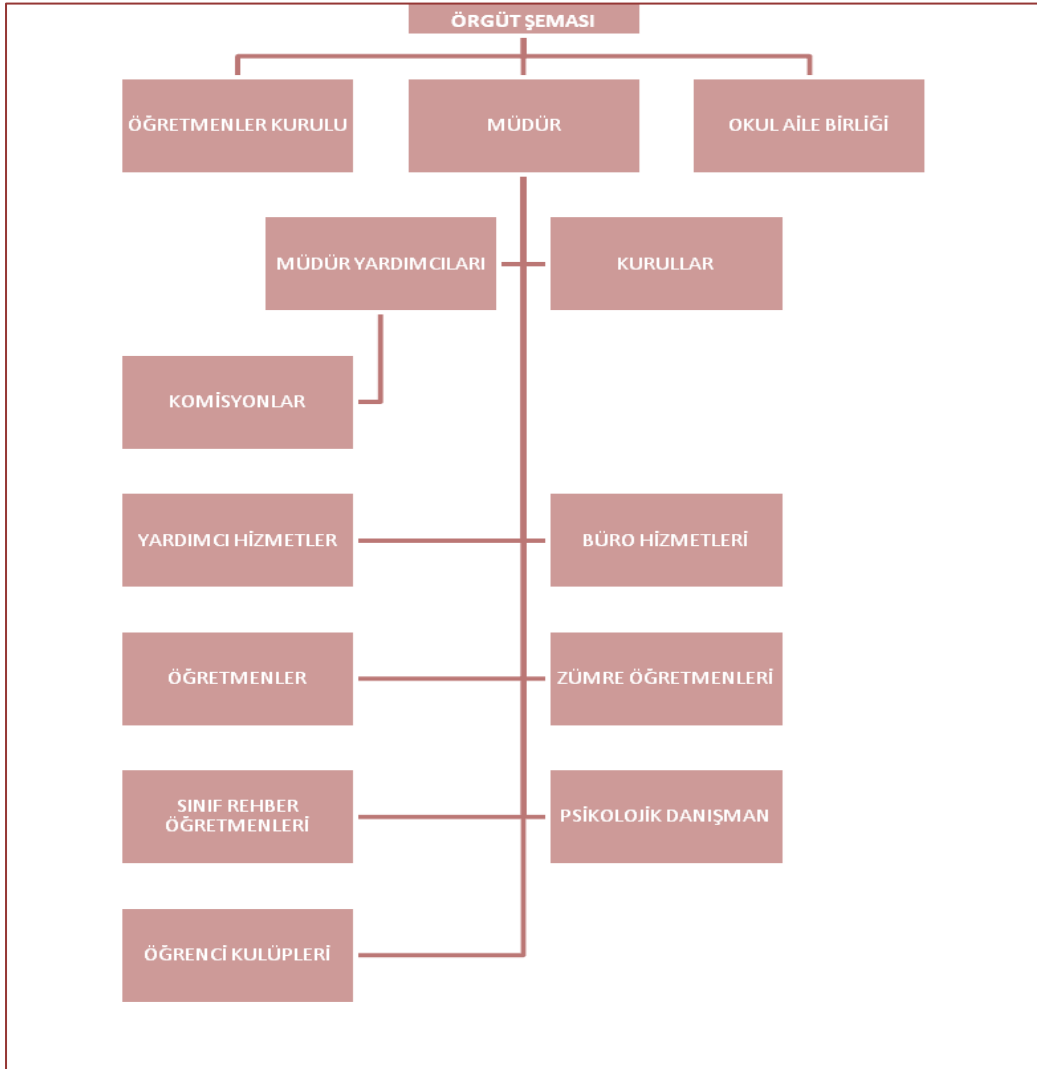 ÖRGÜT ŞEMASI
ÖĞRETMENLER KURULU
MÜDÜR
OKUL AİLE BİRLİĞİ
MÜDÜR YARDIMCILARI
KURULLAR
KOMİSYONLAR
YARDIMCI HİZMETLER
BÜRO HİZMETLERİ
ÖĞRETMENLER
ZÜMRE ÖĞRETMENLERİ
SINIF REHBER
ÖĞRETMENLERİ
PSİKOLOJİK DANIŞMAN
ÖĞRENCİ KULÜPLERİ